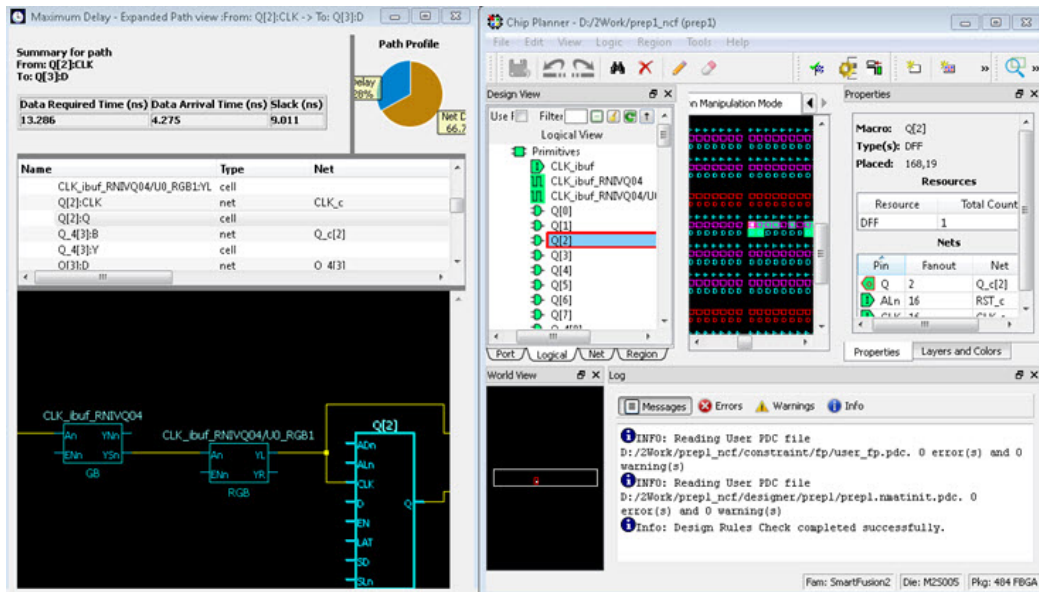 Maximum Delay - Expanded Path view :From: Q[2]:CLK -> To: Q[3]:D
Summary for path
From: Q[2]:CLK
To: Q[3]:D
Path Profile
28%
Net D
66.7
Data Required Time (ns) Data Arrival Time (ns) Slack (ns)
13.286 4.275 9.011
Name Type Net
CLK_ibuf_RNIVQ04/U0_RGB1:YL cell
Q[2]:CLK net CLK_c
Q[2]:Q cell
Q_4[3]:B net Q_c[2]
Q_4[3]:Y cell
Q[3]:D net Q_4[3]
CLK_ibuf_RNIVQ04
An YNn
ENn YSn
GB
CLK_ibuf_RNIVQ04/U0_RGB1
An YL
ENn YR
RGB
Q[2]
ADn
ALn
CLK
D Q
EN
LAT
SD
SLn
Chip Planner - D:/2Work/prep1_ncf (prep1)
File Edit View Logic Region Tools Help
Design View
Filter
Logical View
Primitives
CLK_ibuf
CLK_ibuf_RNIVQ04
CLK_ibuf_RNIVQ04/U
Q[0]
Q[1]
Q[2]
Q[3]
Q[4]
Q[5]
Q[6]
Q[7]
Port Logical Net Region
n Manipulation Mode
Properties
Macro: Q[2]
Type(s): DFF
Placed: 168,19
Resources
Resource Total Count
DFF 1
Nets
Pin Fanout Net
Q 2 Q_c[2]
ALn 16 RST_c
Properties Layers and Colors
World View
Log
Messages Errors Warnings Info
INFO: Reading User PDC file
D:/2Work/prep1_ncf/constraint/fp/user_fp.pdc. 0 error(s) and 0
warning(s)
INFO: Reading User PDC file
D:/2Work/prep1_ncf/designer/prep1/prep1.nmatinit.pdc. 0
error(s) and 0 warning(s)
Info: Design Rules Check completed successfully.
Fam: SmartFusion2 Die: M2S005 Pkg: 484 FBGA